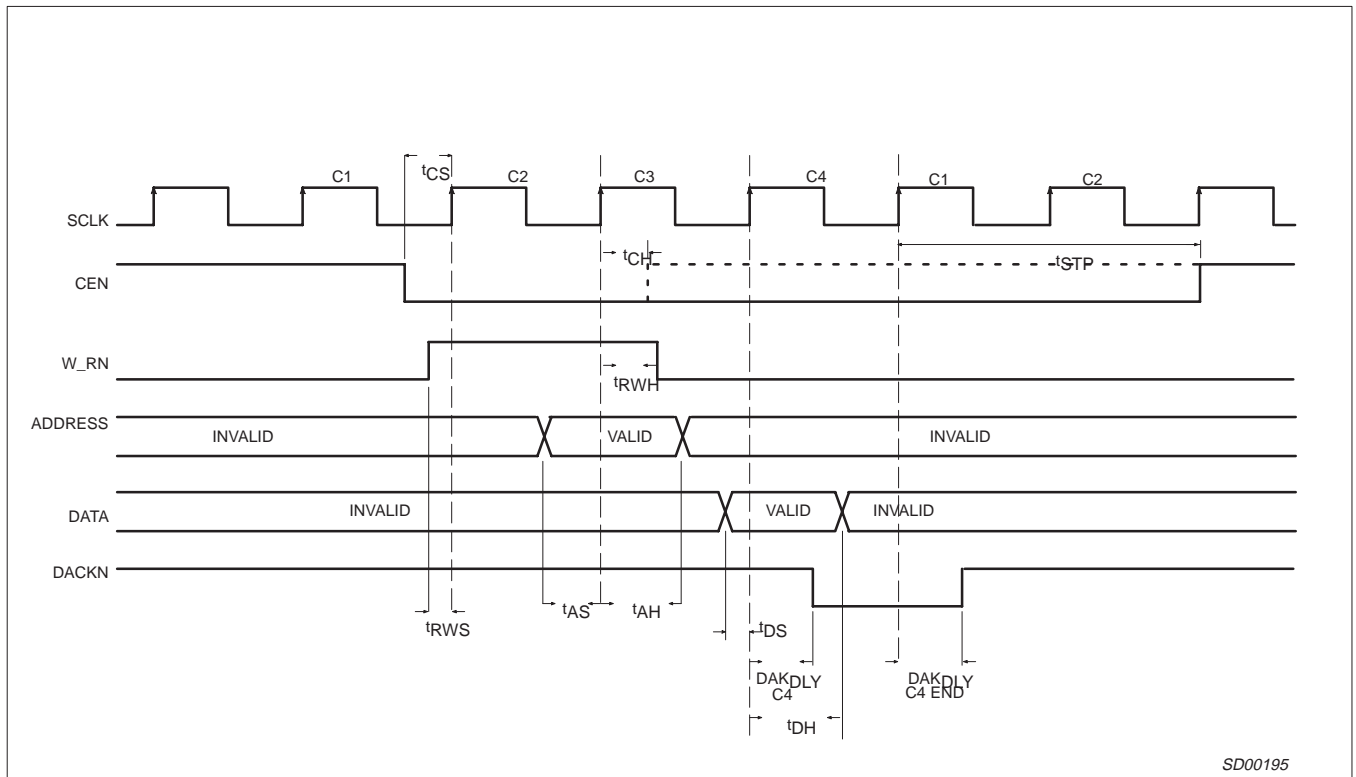 C1
tCS
C2
C3
C4
C1
C2
SCLK
tCH
tSTP
CEN
W_RN
tRWH
ADDRESS
INVALID
VALID
INVALID
DATA
INVALID
VALID
INVALID
DACKN
tRWS
tAS
tAH
tDS
DAKDLY
C4
DAKDLY
C4 END
tDH
SD00195